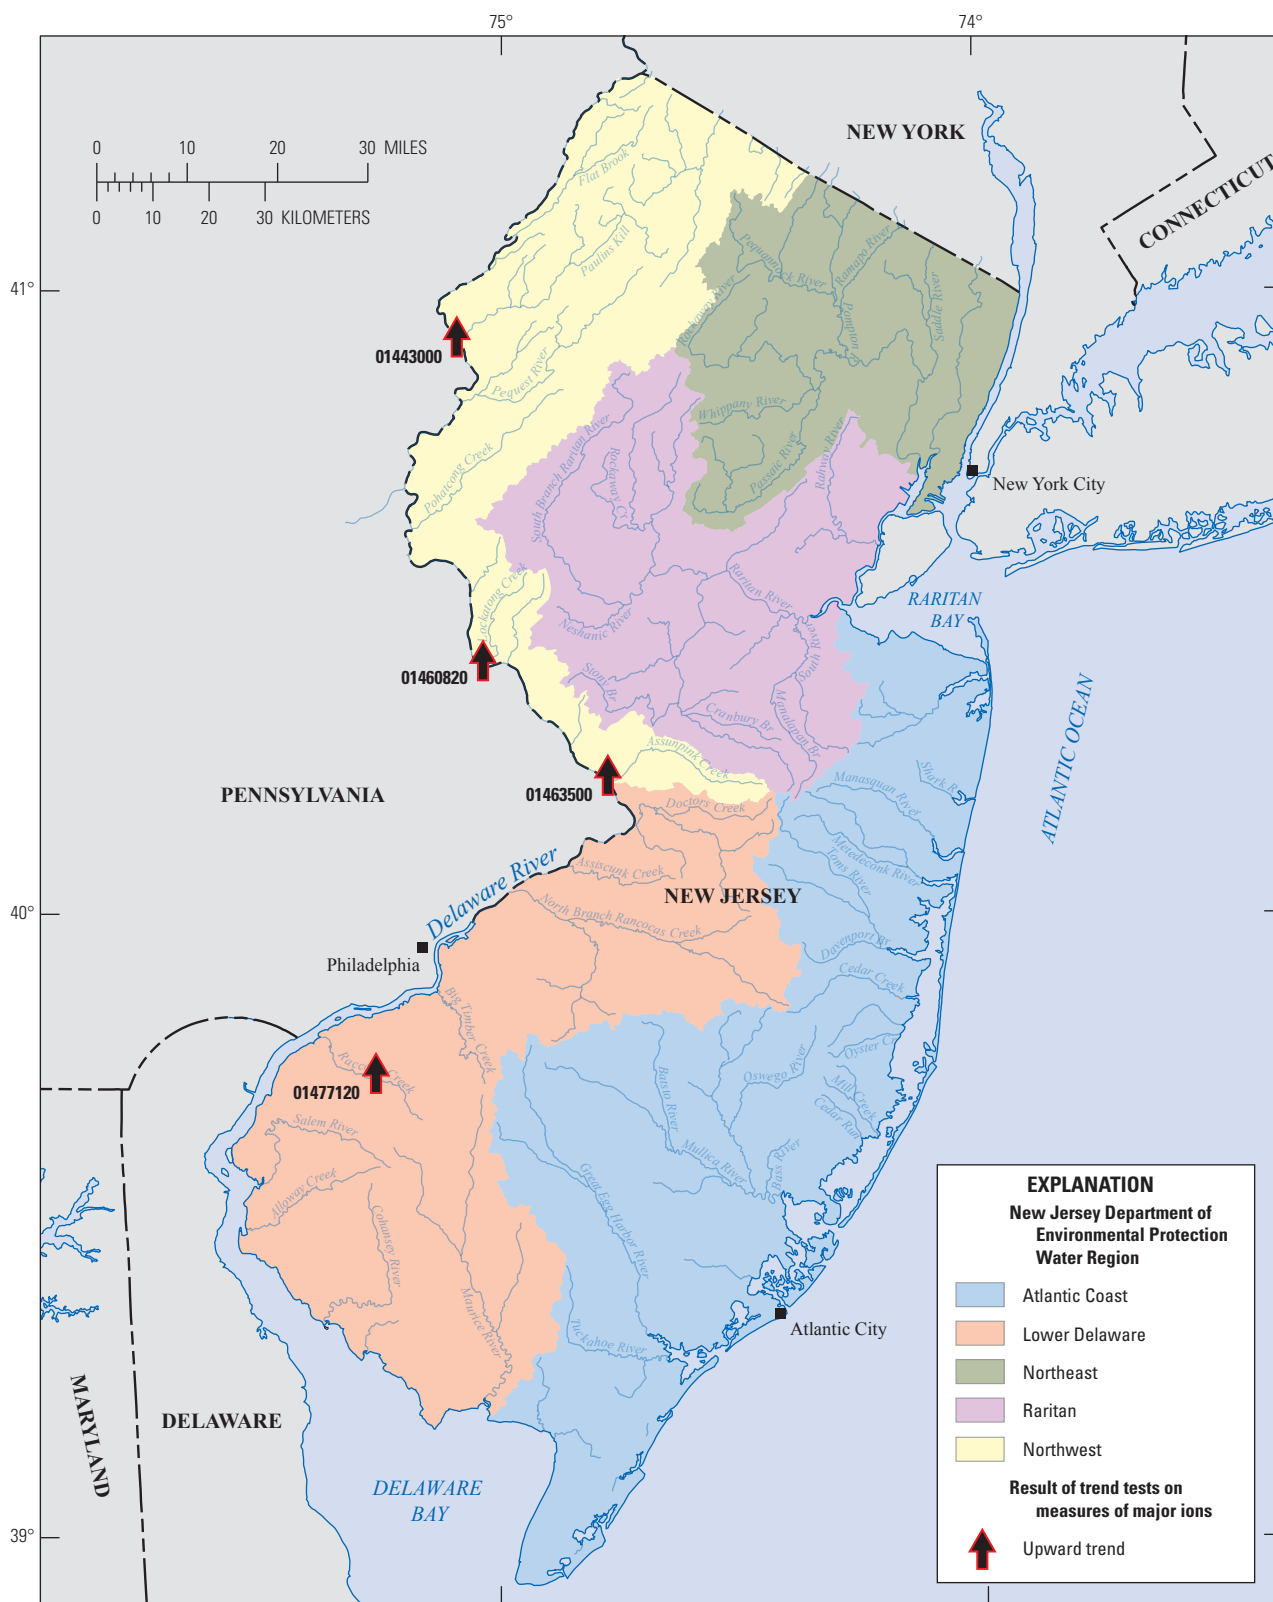 75°
74°
NEW YORK
CONNECTICUT
0 10 20 30 MILES
0 10 20 30 KILOMETERS
Flat Brook
Paulins Kill
Pequannock River
Ramapo River
Rockaway River
Pompton River
Saddle River
41°
01443000
Pequest River
Whippany River
Passaic River
Rahway River
South Branch Raritan River
Rockaway Cr
Pohatcong Creek
New York City
Lockatong Creek
Raritan River
RARITAN
BAY
Neshanic River
South River
01460820
Stony Br
Manalapan Br
Cranbury Br
ATLANTIC OCEAN
Assunpink Creek
Shark R
Manasquan River
PENNSYLVANIA
01463500
Doctors Creek
Metedeconk River
Toms River
Assiscunk Creek
Delaware River
NEW JERSEY
40°
North Branch Rancocas Creek
Davenport Br
Philadelphia
Cedar Creek
Big Timber Creek
Oyster Cr
Raccoon Creek
01477120
Batsto River
Oswego River
Mill Creek
Cedar Run
Salem River
Mullica River
Bass River
Alloway Creek
Great Egg Harbor River
Cohansey River
Maurice River
Atlantic City
Tuckahoe River
MARYLAND
DELAWARE
DELAWARE
BAY
39°
EXPLANATION
New Jersey Department of
Environmental Protection
Water Region
Atlantic Coast
Lower Delaware
Northeast
Raritan
Northwest
Result of trend tests on
measures of major ions
Upward trend